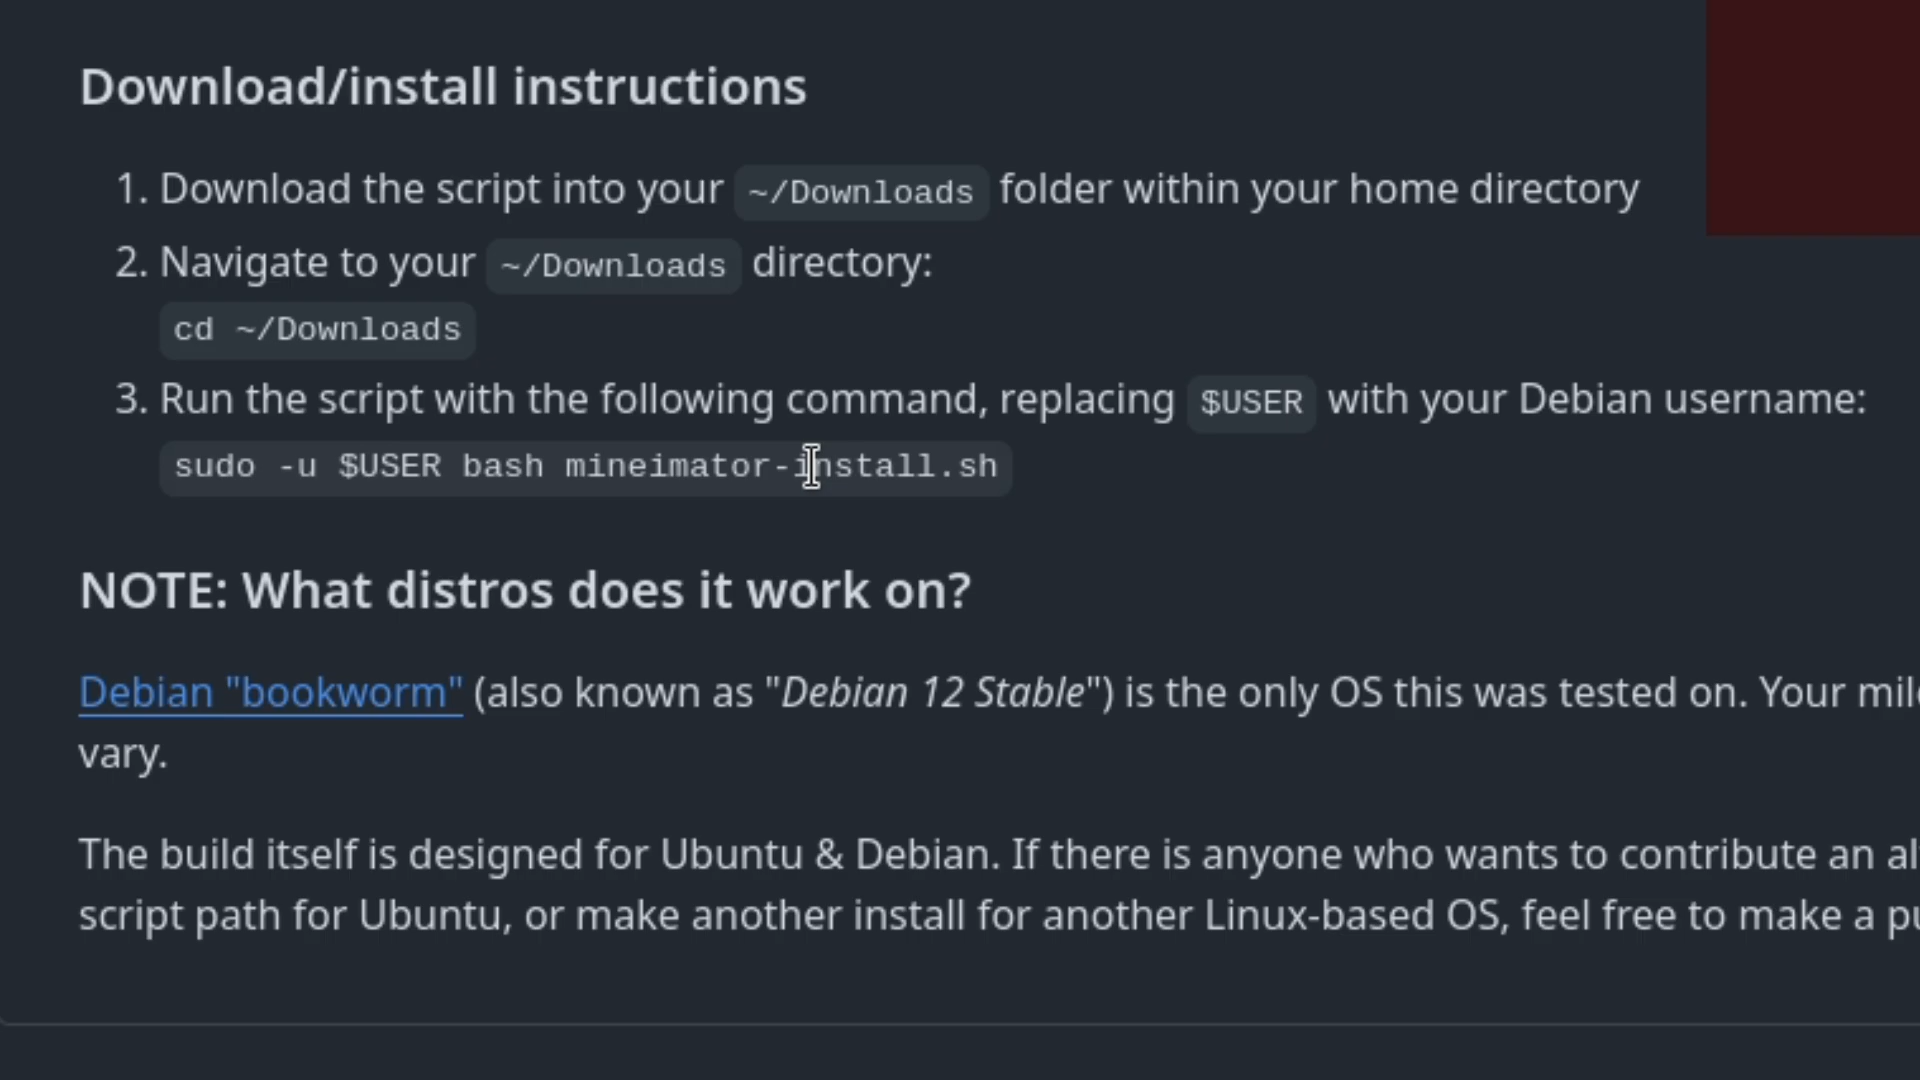 Download/install instructions
1. Download the script into your ~/Downloads folder within your home directory
2. Navigate to your ~/Downloads directory:
cd ~/Downloads
3. Run the script with the following command, replacing $USER with your Debian username:
sudo -u $USER bash mineimator-install.sh
NOTE: What distros does it work on?
Debian "bookworm" (also known as "Debian 12 Stable") is the only OS this was tested on. Your
vary.
The build itself is designed for Ubuntu & Debian. If there is anyone who wants to contribute an
script path for Ubuntu, or make another install for another Linux-based OS, feel free to make a